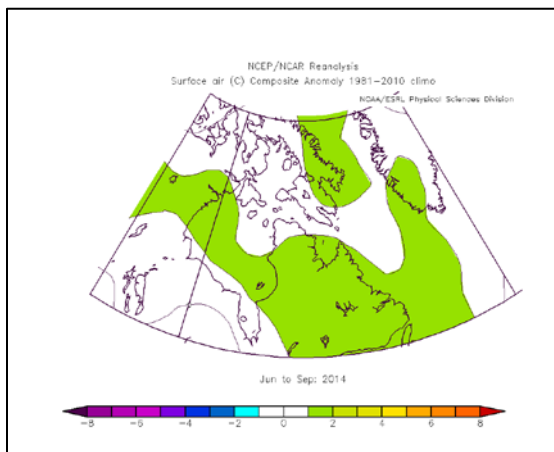 NCEP/NCAR Reanalysis
Surface air (C) Composite Anomaly 1981-2010 climo
NOAA/ESRL Physical Sciences Division
Jun to Sep: 2014
-8 -6 -4 -2 0 2 4 6 8